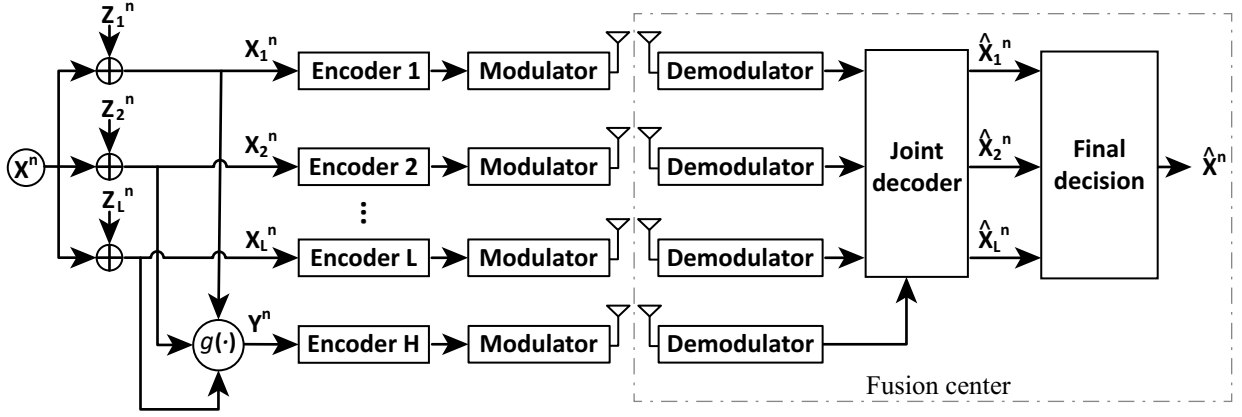 Z₁ⁿ
X₁ⁿ Encoder 1 Modulator Demodulator X̂₁ⁿ
Z₂ⁿ
Xⁿ X₂ⁿ Encoder 2 Modulator Demodulator Joint decoder X̂₂ⁿ Final decision X̂ⁿ
Z_Lⁿ
⋮
X_Lⁿ Encoder L Modulator Demodulator X̂_Lⁿ
g(·) Yⁿ Encoder H Modulator Demodulator
Fusion center